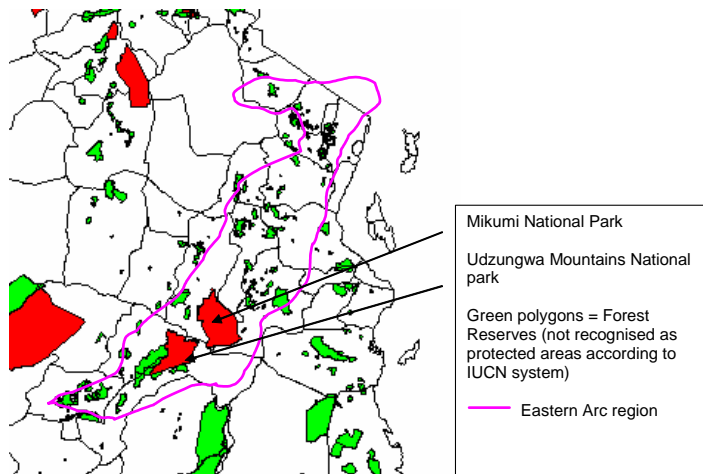 Mikumi National Park
Udzungwa Mountains National
park
Green polygons = Forest
Reserves (not recognised as
protected areas according to
IUCN system)
Eastern Arc region